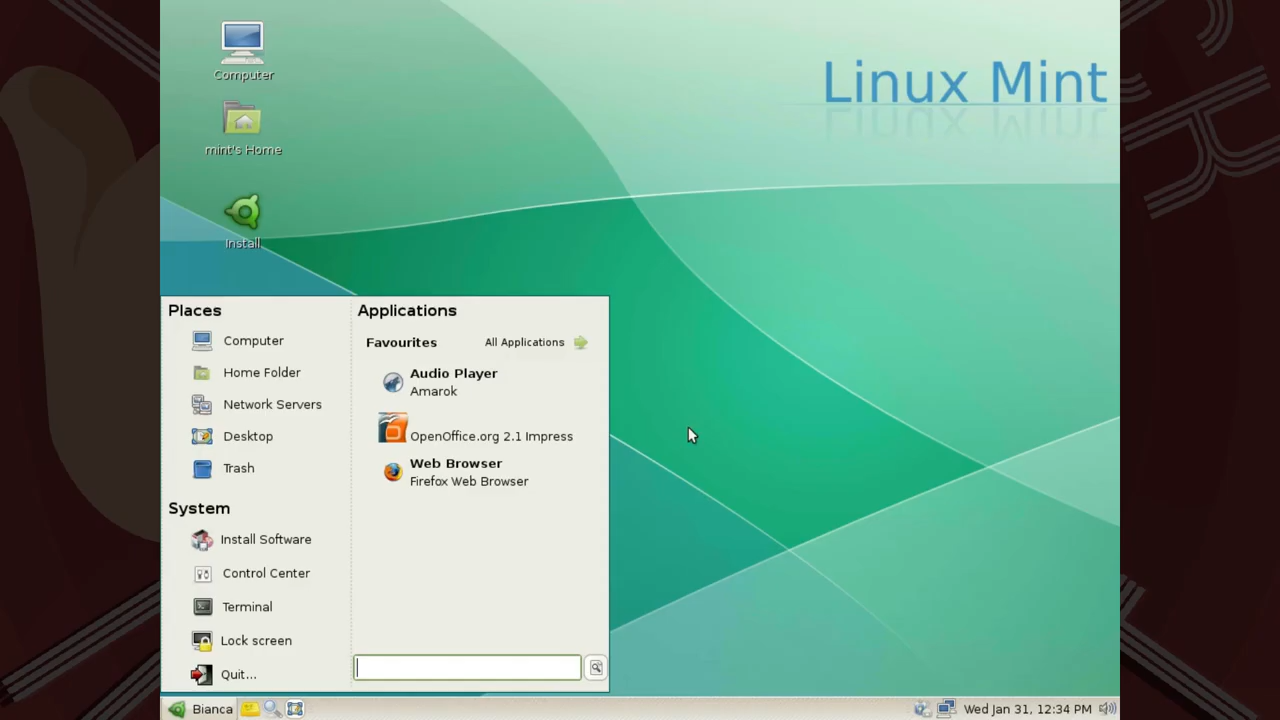 Computer
mint's Home
Install
Linux Mint
Places
Computer
Home Folder
Network Servers
Desktop
Trash
System
Install Software
Control Center
Terminal
Lock screen
Quit...
Applications
Favourites
All Applications
Audio Player
Amarok
OpenOffice.org 2.1 Impress
Web Browser
Firefox Web Browser
Bianca
Wed Jan 31, 12:34 PM